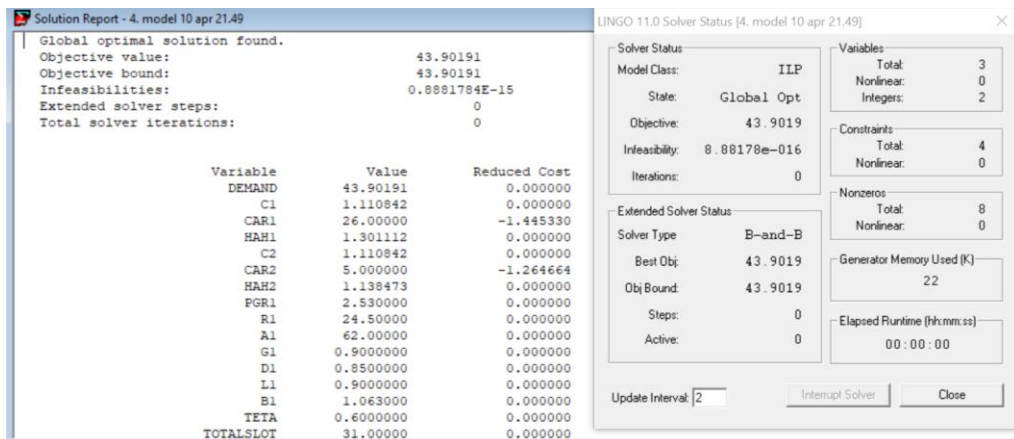 Solution Report - 4. model 10 apr 21.49
Global optimal solution found.
Objective value: 43.90191
Objective bound: 43.90191
Infeasibilities: 0.8881784E-15
Extended solver steps: 0
Total solver iterations: 0
Variable Value Reduced Cost
DEMAND 43.90191 0.000000
C1 1.110842 0.000000
CAR1 26.00000 -1.445330
HAH1 1.301112 0.000000
C2 1.110842 0.000000
CAR2 5.000000 -1.264664
HAH2 1.138473 0.000000
PGR1 2.530000 0.000000
R1 24.50000 0.000000
A1 62.00000 0.000000
G1 0.9000000 0.000000
D1 0.8500000 0.000000
L1 0.9000000 0.000000
B1 1.063000 0.000000
TETA 0.6000000 0.000000
TOTALSLOT 31.00000 0.000000
LINGO 11.0 Solver Status [4. model 10 apr 21.49]
Solver Status
Model Class: ILP
State: Global Opt
Objective: 43.9019
Infeasibility: 8.88178e-016
Iterations: 0
Extended Solver Status
Solver Type B-and-B
Best Obj: 43.9019
Obj Bound: 43.9019
Steps: 0
Active: 0
Update Interval: 2
Variables
Total: 3
Nonlinear: 0
Integers: 2
Constraints
Total: 4
Nonlinear: 0
Nonzeros
Total: 8
Nonlinear: 0
Generator Memory Used (K)
22
Elapsed Runtime (hh:mm:ss)
00:00:00
Interrupt Solver
Close